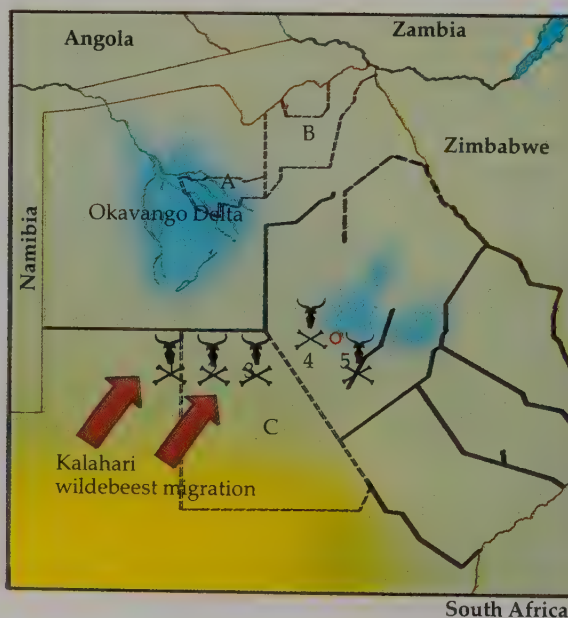 Angola
Zambia
B
Zimbabwe
A
Okavango Delta
Namibia
3
4
5
C
Kalahari
wildebeest migration
South Africa